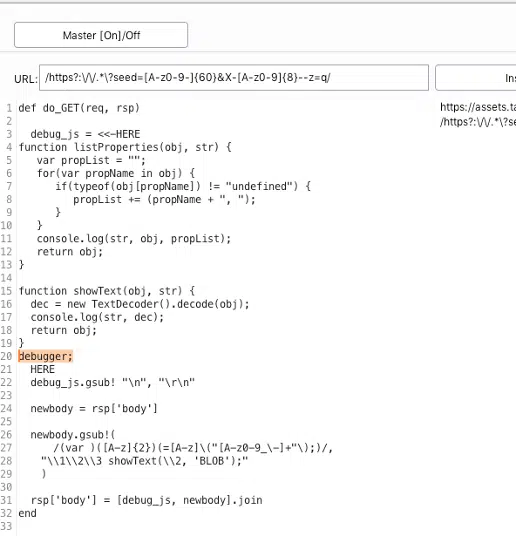 Master [On]/Off
URL: /https?:\/\/.*\?seed=[A-z0-9-]{60}&X-[A-z0-9]{8}--z=q/ Ins
https://assets.ta
/https?:\/\/.*\?se
1 def do_GET(req, rsp)
2
3   debug_js = <<~HERE
4 function listProperties(obj, str) {
5    var propList = "";
6    for(var propName in obj) {
7       if(typeof(obj[propName]) != "undefined") {
8          propList += (propName + ", ");
9       }
10    }
11    console.log(str, obj, propList);
12    return obj;
13 }
14
15 function showText(obj, str) {
16   dec = new TextDecoder().decode(obj);
17   console.log(str, dec);
18   return obj;
19 }
20 debugger;
21   HERE
22   debug_js.gsub! "\n", "\r\n"
23
24   newbody = rsp['body']
25
26   newbody.gsub!(
27       /(var )([A-z]{2})(=[A-z]\("[A-z0-9_\-]+"\);)/,
28     "\\1\\2\\3 showText(\\2, 'BLOB');"
29     )
30
31   rsp['body'] = [debug_js, newbody].join
32 end
33